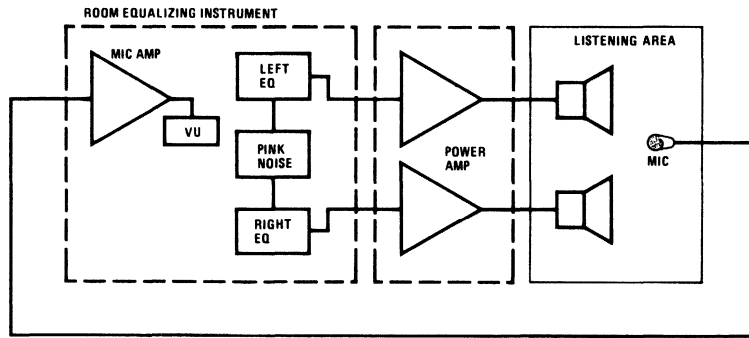 ROOM EQUALIZING INSTRUMENT
MIC AMP
VU
LEFT
EQ
PINK
NOISE
RIGHT
EQ
POWER
AMP
LISTENING AREA
MIC